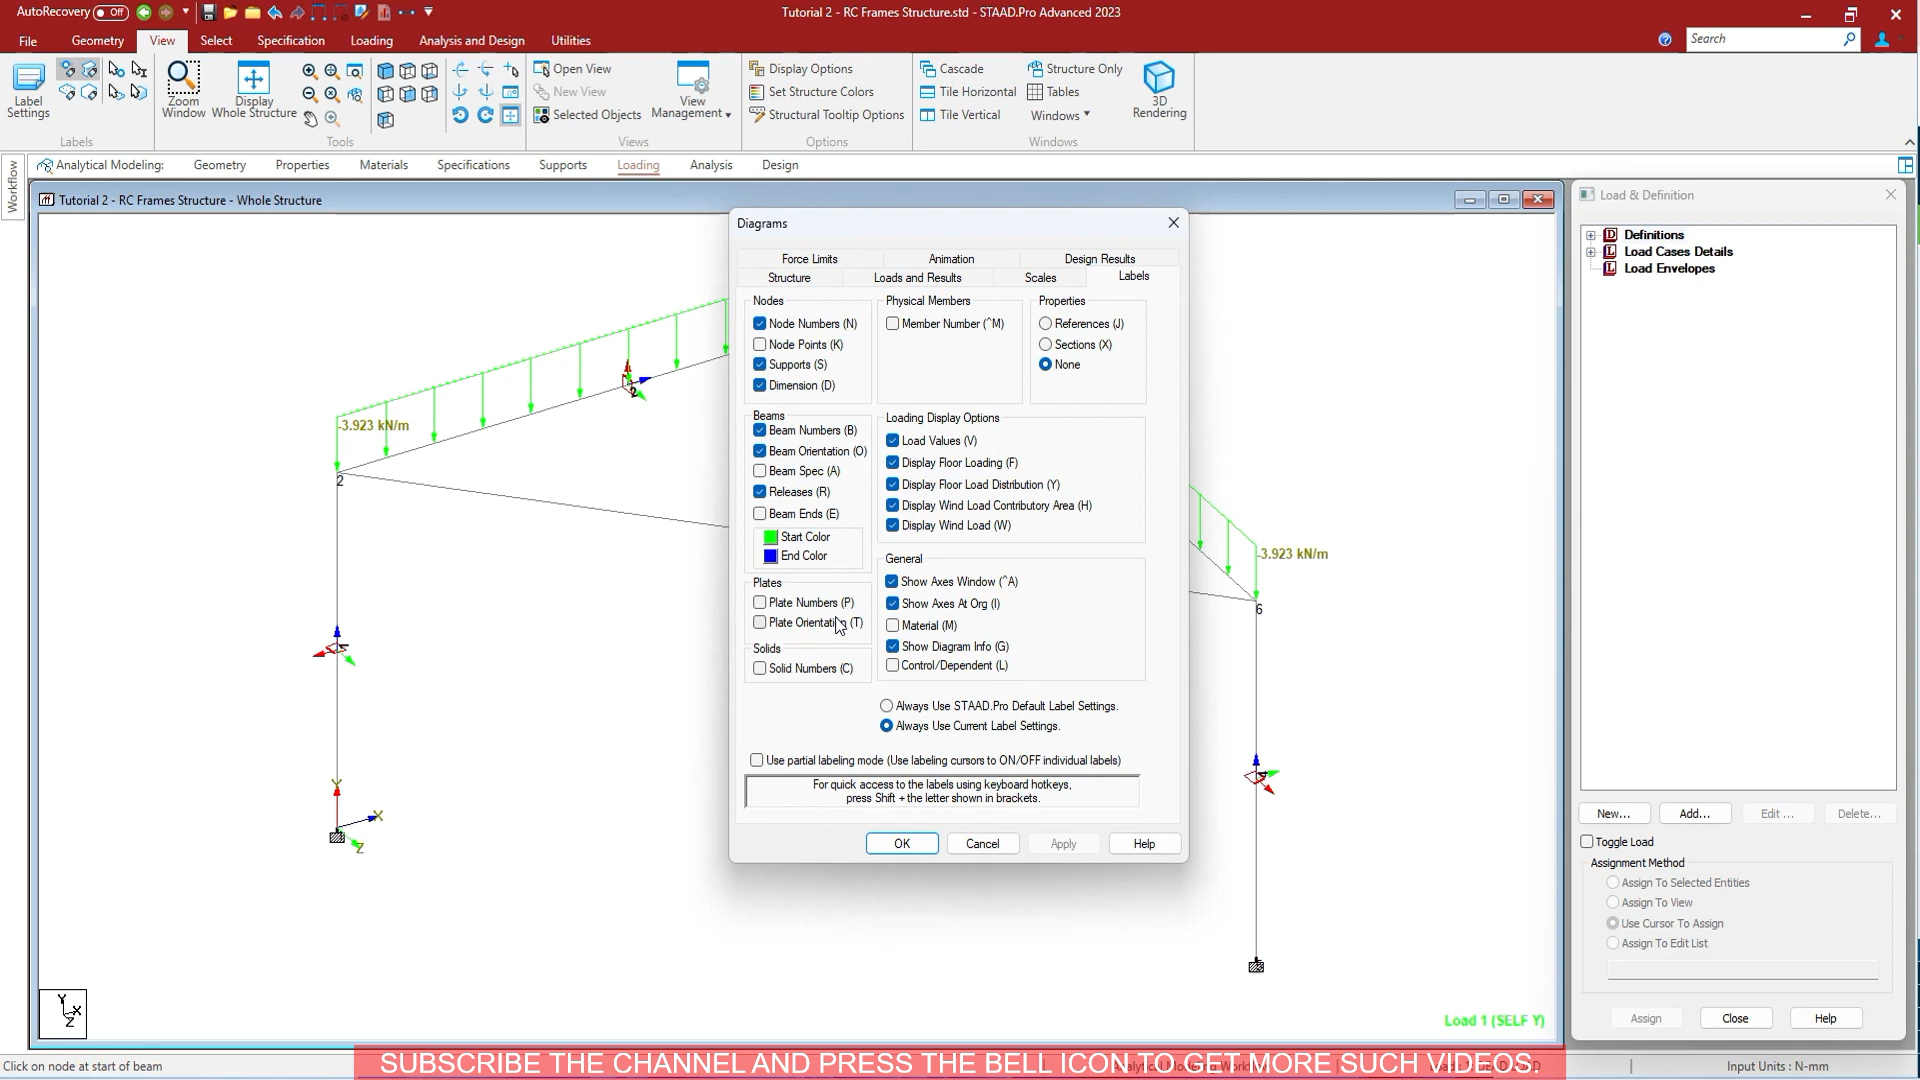 AutoRecovery Off
Tutorial 2 - RC Frames Structure.std - STAAD.Pro Advanced 2023
File Geometry View Select Specification Loading Analysis and Design Utilities
Search
Label Settings
Zoom Window
Display Whole Structure
Open View
New View
Selected Objects
View Management
Display Options
Set Structure Colors
Structural Tooltip Options
Cascade
Tile Horizontal
Tile Vertical
Structure Only
Tables
Windows
3D Rendering
Labels Tools Views Options Windows
Workflow
Analytical Modeling: Geometry Properties Materials Specifications Supports Loading Analysis Design
Tutorial 2 - RC Frames Structure - Whole Structure
-3.923 kN/m
2
2
-3.923 kN/m
6
4
Y
X
Z
Y
X
Z
Load 1 (SELF Y)
Diagrams
Force Limits Animation Design Results
Structure Loads and Results Scales Labels
Nodes
Node Numbers (N)
Node Points (K)
Supports (S)
Dimension (D)
Physical Members
Member Number (^M)
Properties
References (J)
Sections (X)
None
Beams
Beam Numbers (B)
Beam Orientation (O)
Beam Spec (A)
Releases (R)
Beam Ends (E)
Start Color
End Color
Loading Display Options
Load Values (V)
Display Floor Loading (F)
Display Floor Load Distribution (Y)
Display Wind Load Contributory Area (H)
Display Wind Load (W)
Plates
Plate Numbers (P)
Plate Orientation (T)
Solids
Solid Numbers (C)
General
Show Axes Window (^A)
Show Axes At Org (I)
Material (M)
Show Diagram Info (G)
Control/Dependent (L)
Always Use STAAD.Pro Default Label Settings.
Always Use Current Label Settings.
Use partial labeling mode (Use labeling cursors to ON/OFF individual labels)
For quick access to the labels using keyboard hotkeys,
press Shift + the letter shown in brackets.
OK Cancel Apply Help
Load & Definition
Definitions
Load Cases Details
Load Envelopes
New... Add... Edit ... Delete...
Toggle Load
Assignment Method
Assign To Selected Entities
Assign To View
Use Cursor To Assign
Assign To Edit List
Assign Close Help
Click on node at start of beam
SUBSCRIBE THE CHANNEL AND PRESS THE BELL ICON TO GET MORE SUCH VIDEOS.
Input Units : N-mm